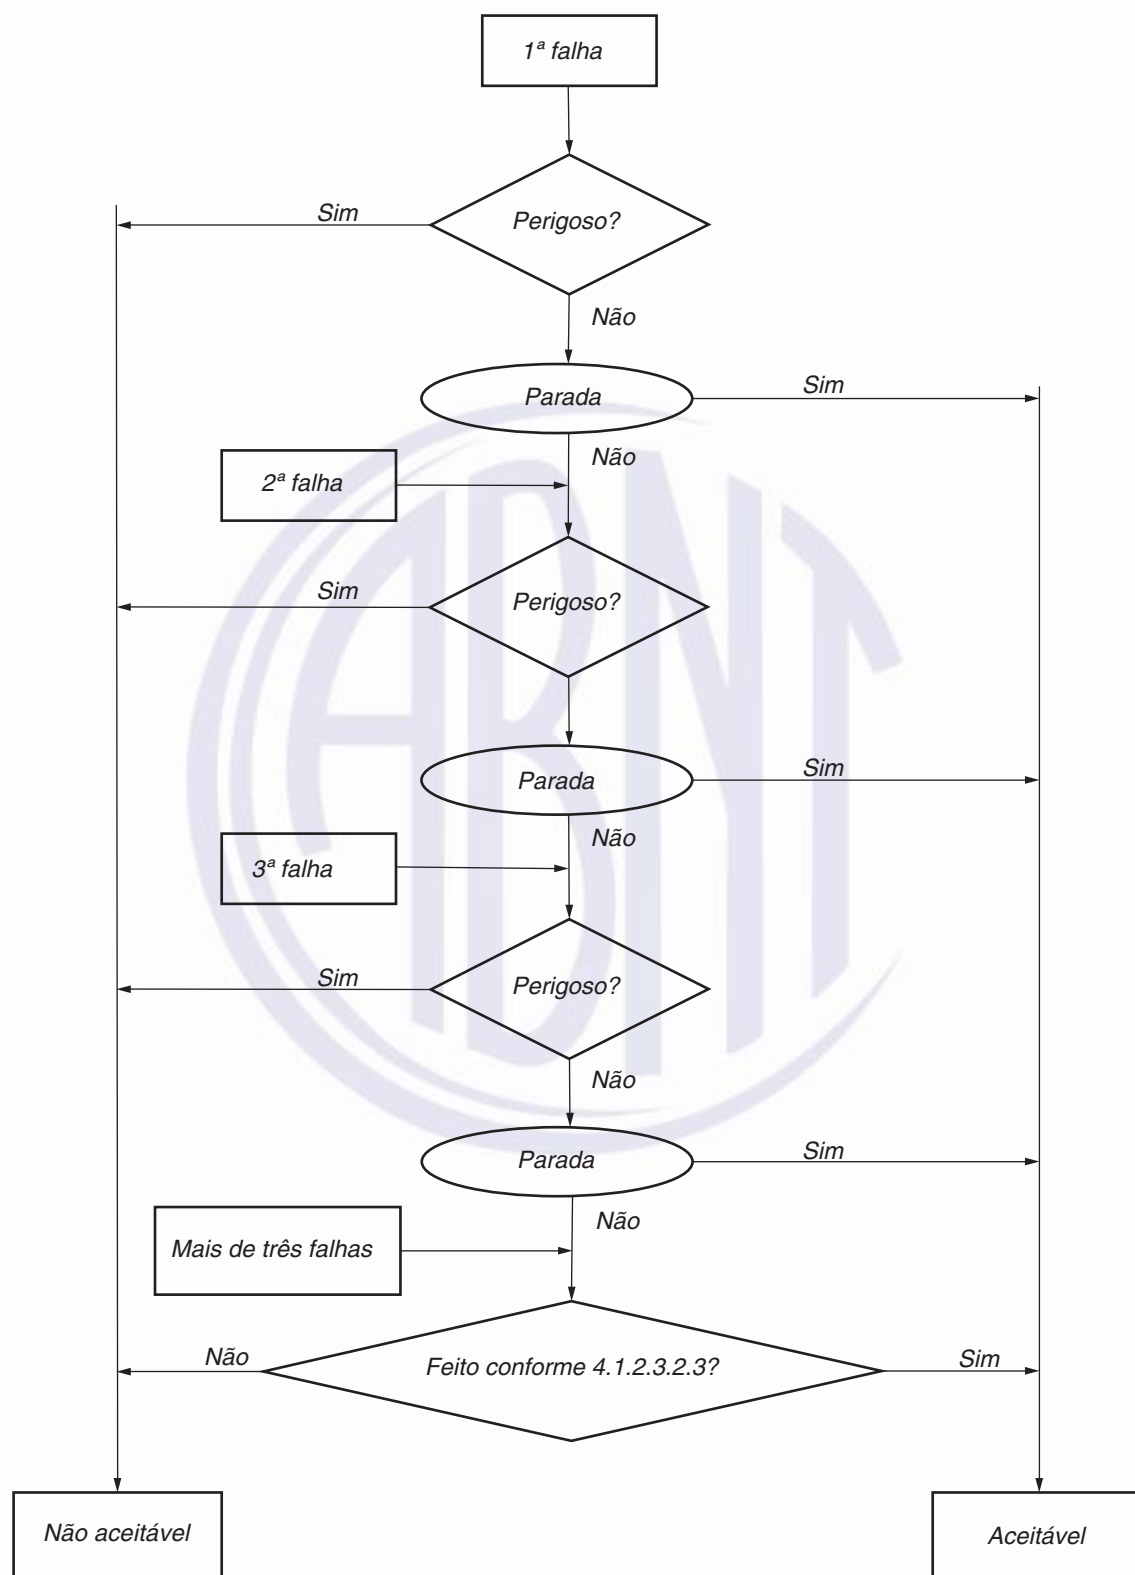 1ª falha
Perigoso?
Sim
Não
Parada
Sim
Não
2ª falha
Perigoso?
Sim
Parada
Sim
Não
3ª falha
Perigoso?
Sim
Não
Parada
Sim
Não
Mais de três falhas
Feito conforme 4.1.2.3.2.3?
Não
Sim
Não aceitável
Aceitável
ABNT